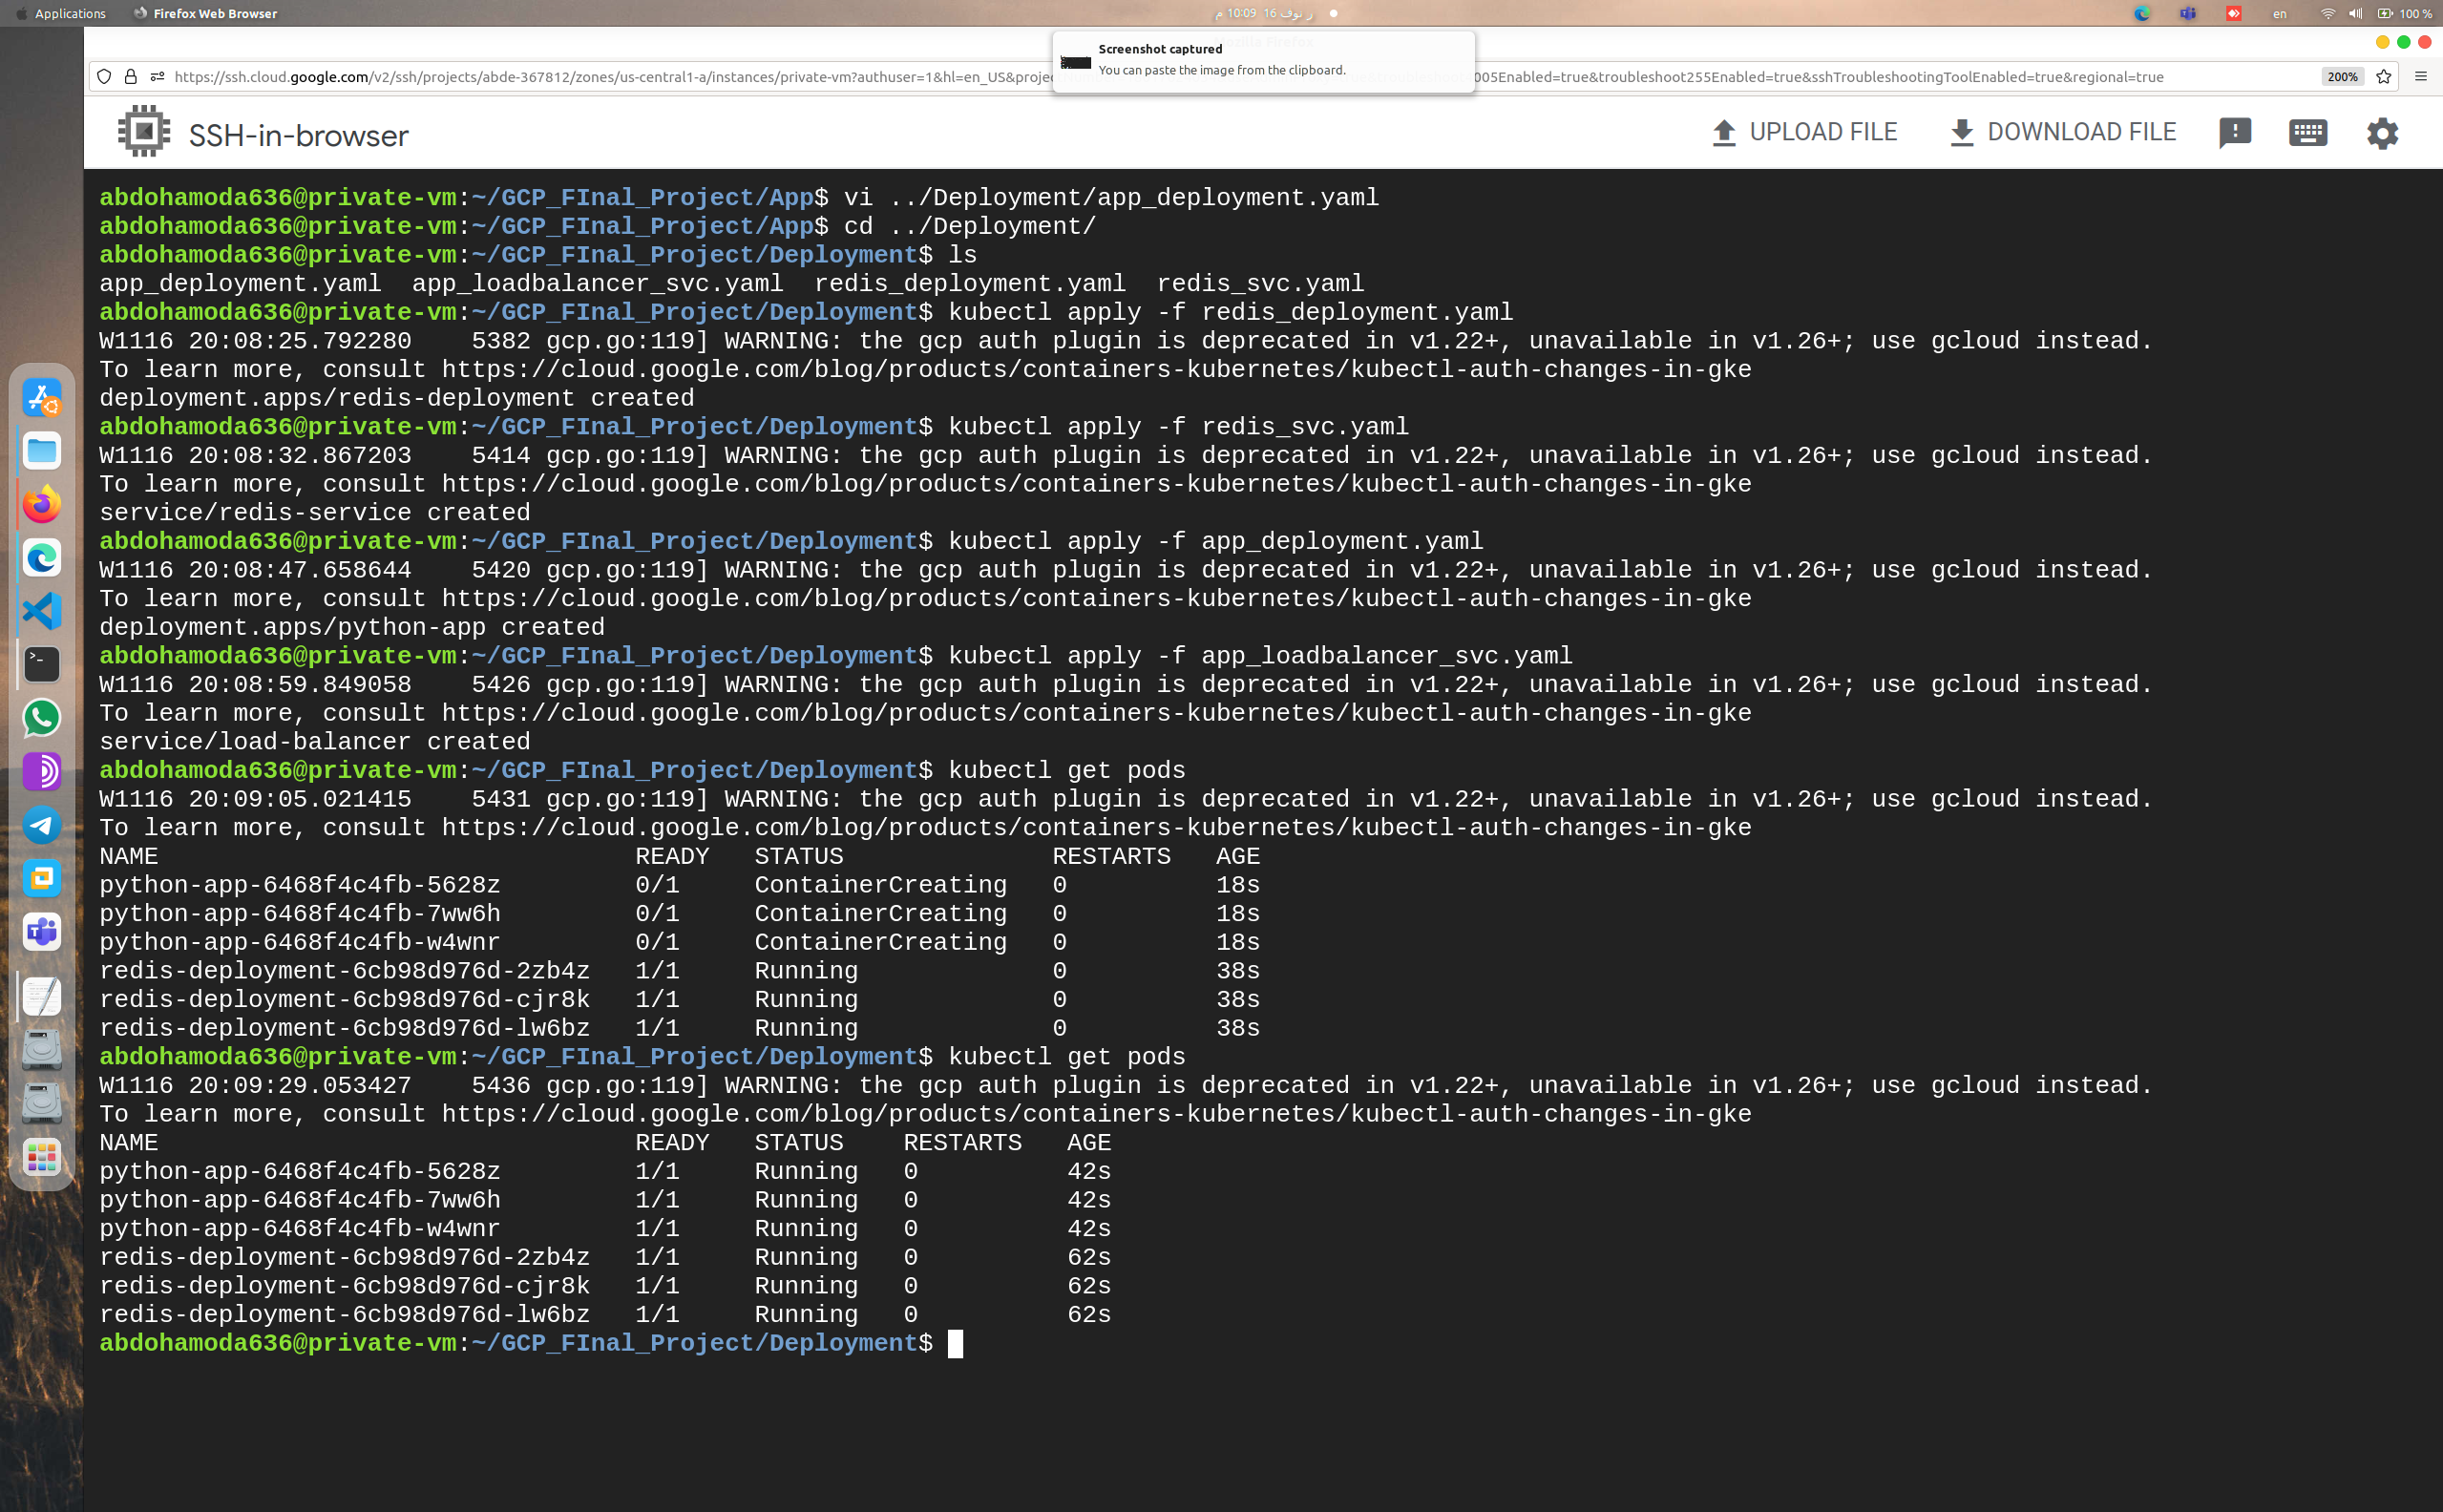 Applications Firefox Web Browser 10:09 16 ر نوف م en 100 %
Screenshot captured
You can paste the image from the clipboard.
https://ssh.cloud.google.com/v2/ssh/projects/abde-367812/zones/us-central1-a/instances/private-vm?authuser=1&hl=en_US&proje 005Enabled=true&troubleshoot255Enabled=true&sshTroubleshootingToolEnabled=true&regional=true 200%
SSH-in-browser UPLOAD FILE DOWNLOAD FILE
abdohamoda636@private-vm:~/GCP_FInal_Project/App$ vi ../Deployment/app_deployment.yaml
abdohamoda636@private-vm:~/GCP_FInal_Project/App$ cd ../Deployment/
abdohamoda636@private-vm:~/GCP_FInal_Project/Deployment$ ls
app_deployment.yaml  app_loadbalancer_svc.yaml  redis_deployment.yaml  redis_svc.yaml
abdohamoda636@private-vm:~/GCP_FInal_Project/Deployment$ kubectl apply -f redis_deployment.yaml
W1116 20:08:25.792280    5382 gcp.go:119] WARNING: the gcp auth plugin is deprecated in v1.22+, unavailable in v1.26+; use gcloud instead.
To learn more, consult https://cloud.google.com/blog/products/containers-kubernetes/kubectl-auth-changes-in-gke
deployment.apps/redis-deployment created
abdohamoda636@private-vm:~/GCP_FInal_Project/Deployment$ kubectl apply -f redis_svc.yaml
W1116 20:08:32.867203    5414 gcp.go:119] WARNING: the gcp auth plugin is deprecated in v1.22+, unavailable in v1.26+; use gcloud instead.
To learn more, consult https://cloud.google.com/blog/products/containers-kubernetes/kubectl-auth-changes-in-gke
service/redis-service created
abdohamoda636@private-vm:~/GCP_FInal_Project/Deployment$ kubectl apply -f app_deployment.yaml
W1116 20:08:47.658644    5420 gcp.go:119] WARNING: the gcp auth plugin is deprecated in v1.22+, unavailable in v1.26+; use gcloud instead.
To learn more, consult https://cloud.google.com/blog/products/containers-kubernetes/kubectl-auth-changes-in-gke
deployment.apps/python-app created
abdohamoda636@private-vm:~/GCP_FInal_Project/Deployment$ kubectl apply -f app_loadbalancer_svc.yaml
W1116 20:08:59.849058    5426 gcp.go:119] WARNING: the gcp auth plugin is deprecated in v1.22+, unavailable in v1.26+; use gcloud instead.
To learn more, consult https://cloud.google.com/blog/products/containers-kubernetes/kubectl-auth-changes-in-gke
service/load-balancer created
abdohamoda636@private-vm:~/GCP_FInal_Project/Deployment$ kubectl get pods
W1116 20:09:05.021415    5431 gcp.go:119] WARNING: the gcp auth plugin is deprecated in v1.22+, unavailable in v1.26+; use gcloud instead.
To learn more, consult https://cloud.google.com/blog/products/containers-kubernetes/kubectl-auth-changes-in-gke
NAME                                READY   STATUS              RESTARTS   AGE
python-app-6468f4c4fb-5628z         0/1     ContainerCreating   0          18s
python-app-6468f4c4fb-7ww6h         0/1     ContainerCreating   0          18s
python-app-6468f4c4fb-w4wnr         0/1     ContainerCreating   0          18s
redis-deployment-6cb98d976d-2zb4z   1/1     Running             0          38s
redis-deployment-6cb98d976d-cjr8k   1/1     Running             0          38s
redis-deployment-6cb98d976d-lw6bz   1/1     Running             0          38s
abdohamoda636@private-vm:~/GCP_FInal_Project/Deployment$ kubectl get pods
W1116 20:09:29.053427    5436 gcp.go:119] WARNING: the gcp auth plugin is deprecated in v1.22+, unavailable in v1.26+; use gcloud instead.
To learn more, consult https://cloud.google.com/blog/products/containers-kubernetes/kubectl-auth-changes-in-gke
NAME                                READY   STATUS    RESTARTS   AGE
python-app-6468f4c4fb-5628z         1/1     Running   0          42s
python-app-6468f4c4fb-7ww6h         1/1     Running   0          42s
python-app-6468f4c4fb-w4wnr         1/1     Running   0          42s
redis-deployment-6cb98d976d-2zb4z   1/1     Running   0          62s
redis-deployment-6cb98d976d-cjr8k   1/1     Running   0          62s
redis-deployment-6cb98d976d-lw6bz   1/1     Running   0          62s
abdohamoda636@private-vm:~/GCP_FInal_Project/Deployment$